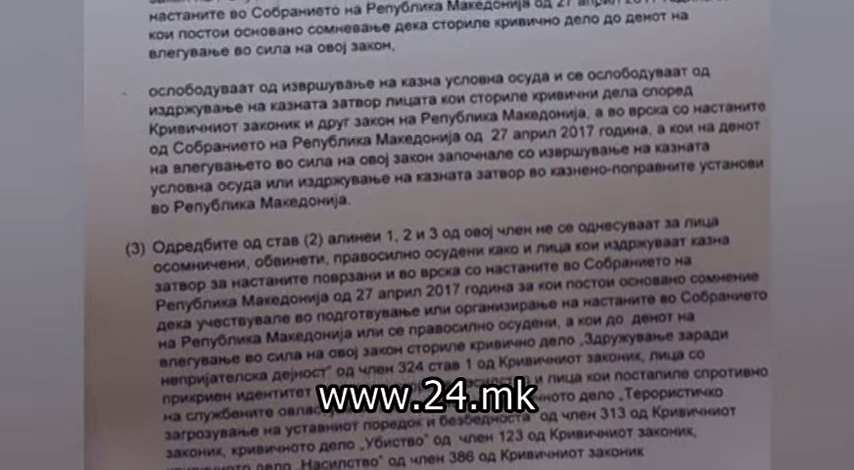 настаните во Собранието на Република Македонија од 27 април 2017
кои постои основано сомневање дека сториле кривично дело до денот на
влегување во сила на овој закон,
ослободуваат од извршување на казна условна осуда и се ослободуваат од
издржување на казната затвор лицата кои сториле кривични дела според
Кривичниот законик и друг закон на Република Македонија, а во врска со настаните
од Собранието на Република Македонија од 27 април 2017 година, а кои на денот
на влегувањето во сила на овој закон започнале со извршување на казната
условна осуда или издржување на казната затвор во казнено-поправните установи
во Република Македонија.
(3) Одредбите од став (2) алинеи 1, 2 и 3 од овој член не се однесуваат за лица
осомничени, обвинети, правосилно осудени како и лица кои издржуваат казна
затвор за настаните поврзани и во врска со настаните во Собранието на
Република Македонија од 27 април 2017 година за кои постои основано сомнение
дека учествувале во подготвување или организирање на настаните во Собранието
на Република Македонија или се правосилно осудени, а кои до денот на
влегување во сила на овој закон сториле кривично дело „Здружување заради
непријателска дејност" од член 324 став 1 од Кривичниот законик, лица со
прикриен идентитет и лица кои постапиле спротивно
www.24.mk
на службените дело „Терористичко
загрозување на уставниот поредок и безбедноста" од член 313 од Кривичниот
законик, кривичното дело „Убиство" од член 123 од Кривичниот законик,
дело „Насилство" од член 386 од Кривичниот законик